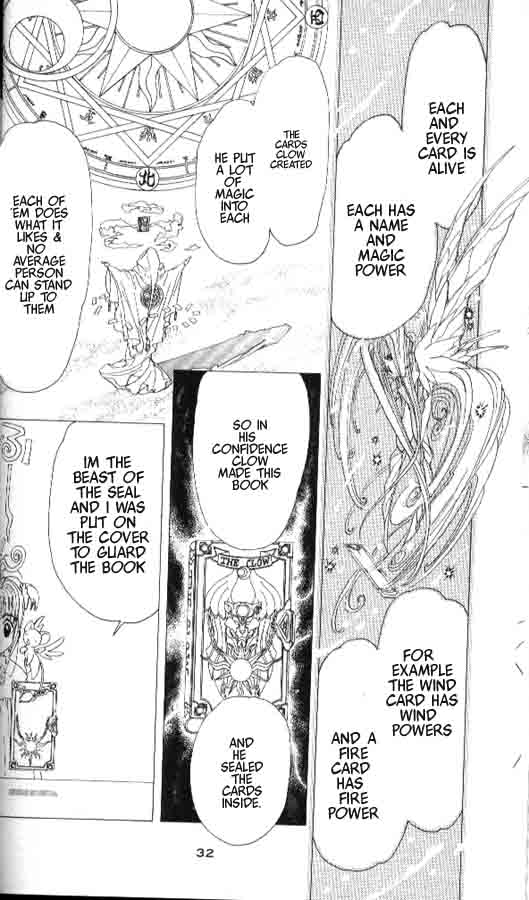 THE
CARDS
CLOW
CREATED
HE PUT
A LOT
OF
MAGIC
INTO
EACH
EACH
AND
EVERY
CARD IS
ALIVE
EACH HAS
A NAME
AND
MAGIC
POWER
EACH OF
'EM DOES
WHAT IT
LIKES &
NO
AVERAGE
PERSON
CAN STAND
UP TO
THEM
FOR
EXAMPLE
THE WIND
CARD HAS
WIND
POWERS
AND A
FIRE
CARD
HAS
FIRE
POWER
SO IN
HIS
CONFIDENCE
CLOW
MADE THIS
BOOK
THE CLOW
AND
HE
SEALED
THE
CARDS
INSIDE.
IM THE
BEAST OF
THE SEAL
AND I WAS
PUT ON
THE COVER
TO GUARD
THE BOOK
32